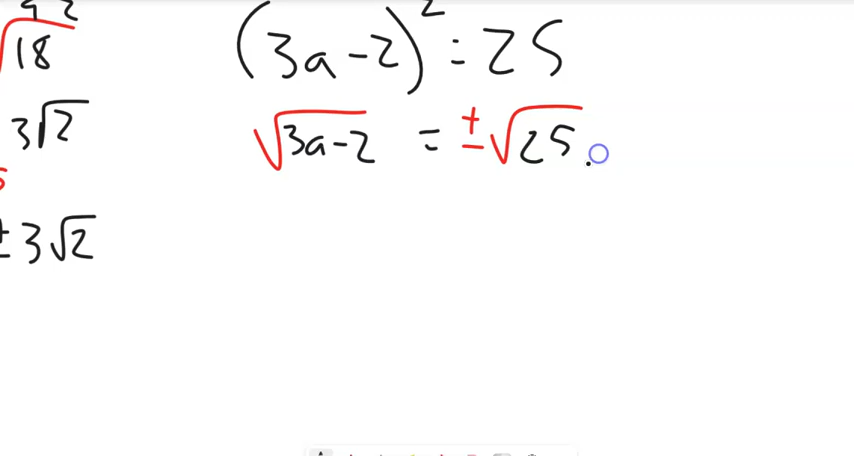 √18
3√2
± 3√2
(3a-2)² = 25
√3a-2 = ±√25